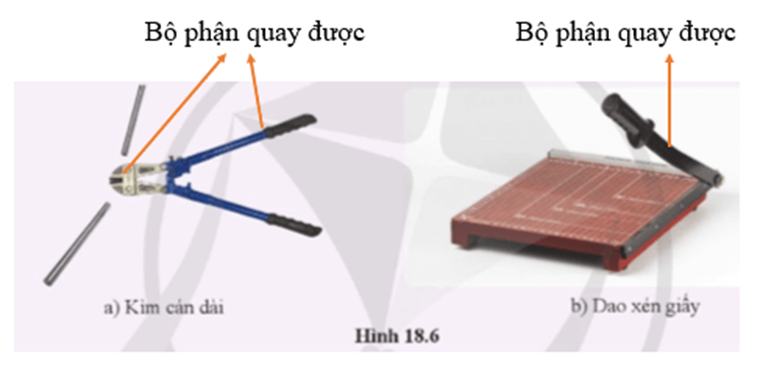 Bộ phận quay được
Bộ phận quay được
a) Kìm cán dài
b) Dao xén giấy
Hình 18.6